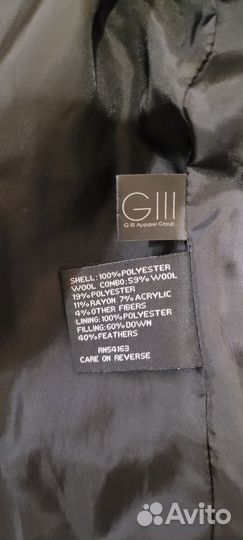 GIII
G-III Apparel Group
SHELL:100%POLYESTER
WOOL COMBO:59%WOOL
19%POLYESTER
11%RAYON 7%ACRYLIC
4%OTHER FIBERS
LINING:100%POLYESTER
FILLING:60%DOWN
40%FEATHERS
RN54163
CARE ON REVERSE
Avito